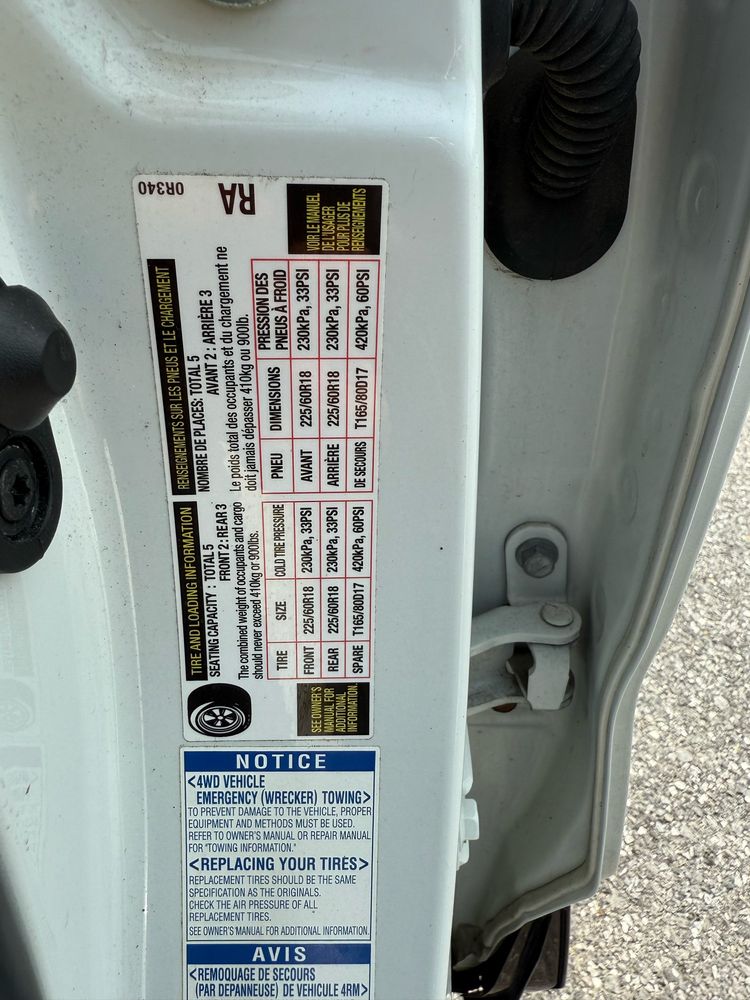 TIRE AND LOADING INFORMATION
SEATING CAPACITY : TOTAL 5
FRONT 2 : REAR 3
The combined weight of occupants and cargo
should never exceed 410kg or 900lbs.
TIRE SIZE COLD TIRE PRESSURE
FRONT 225/60R18 230kPa, 33PSI
REAR 225/60R18 230kPa, 33PSI
SPARE T165/80D17 420kPa, 60PSI
SEE OWNER'S
MANUAL FOR
ADDITIONAL
INFORMATION.
0R340
RA
RENSEIGNEMENTS SUR LES PNEUS ET LE CHARGEMENT
NOMBRE DE PLACES: TOTAL 5
AVANT 2 : ARRIÈRE 3
Le poids total des occupants et du chargement ne
doit jamais dépasser 410kg ou 900lb.
PNEU DIMENSIONS PRESSION DES
PNEUS À FROID
AVANT 225/60R18 230kPa, 33PSI
ARRIÈRE 225/60R18 230kPa, 33PSI
DE SECOURS T165/80D17 420kPa, 60PSI
VOIR LE MANUEL
DE L'USAGER
POUR PLUS DE
RENSEIGNEMENTS
NOTICE
<4WD VEHICLE
EMERGENCY (WRECKER) TOWING>
TO PREVENT DAMAGE TO THE VEHICLE, PROPER
EQUIPMENT AND METHODS MUST BE USED.
REFER TO OWNER'S MANUAL OR REPAIR MANUAL
FOR "TOWING INFORMATION."
<REPLACING YOUR TIRES>
REPLACEMENT TIRES SHOULD BE THE SAME
SPECIFICATION AS THE ORIGINALS.
CHECK THE AIR PRESSURE OF ALL
REPLACEMENT TIRES.
SEE OWNER'S MANUAL FOR ADDITIONAL INFORMATION.
AVIS
<REMOQUAGE DE SECOURS
(PAR DEPANNEUSE) DE VEHICULE 4RM>